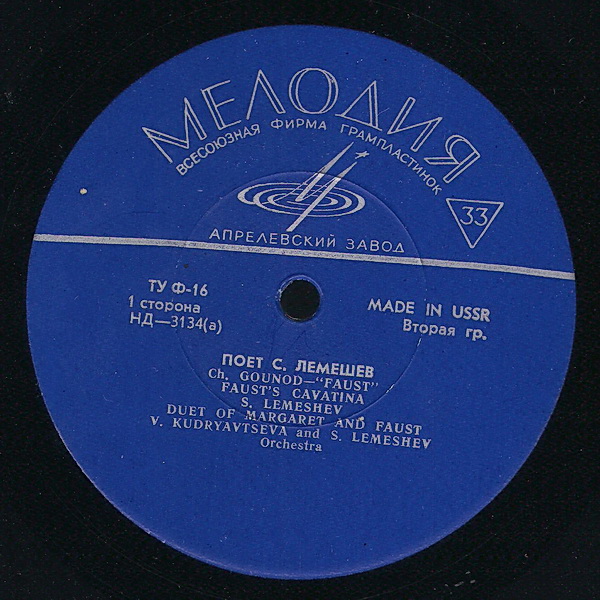 МЕЛОДИЯ
ВСЕСОЮЗНАЯ ФИРМА ГРАМПЛАСТИНОК
33
АПРЕЛЕВСКИЙ ЗАВОД
ТУ Ф-16
1 сторона
НД—3134(а)
MADE IN USSR
Вторая гр.
ПОЕТ С. ЛЕМЕШЕВ
Ch. GOUNOD—"FAUST"
FAUST'S CAVATINA
S. LEMESHEV
DUET OF MARGARET AND FAUST
V. KUDRYAVTSEVA and S. LEMESHEV
Orchestra